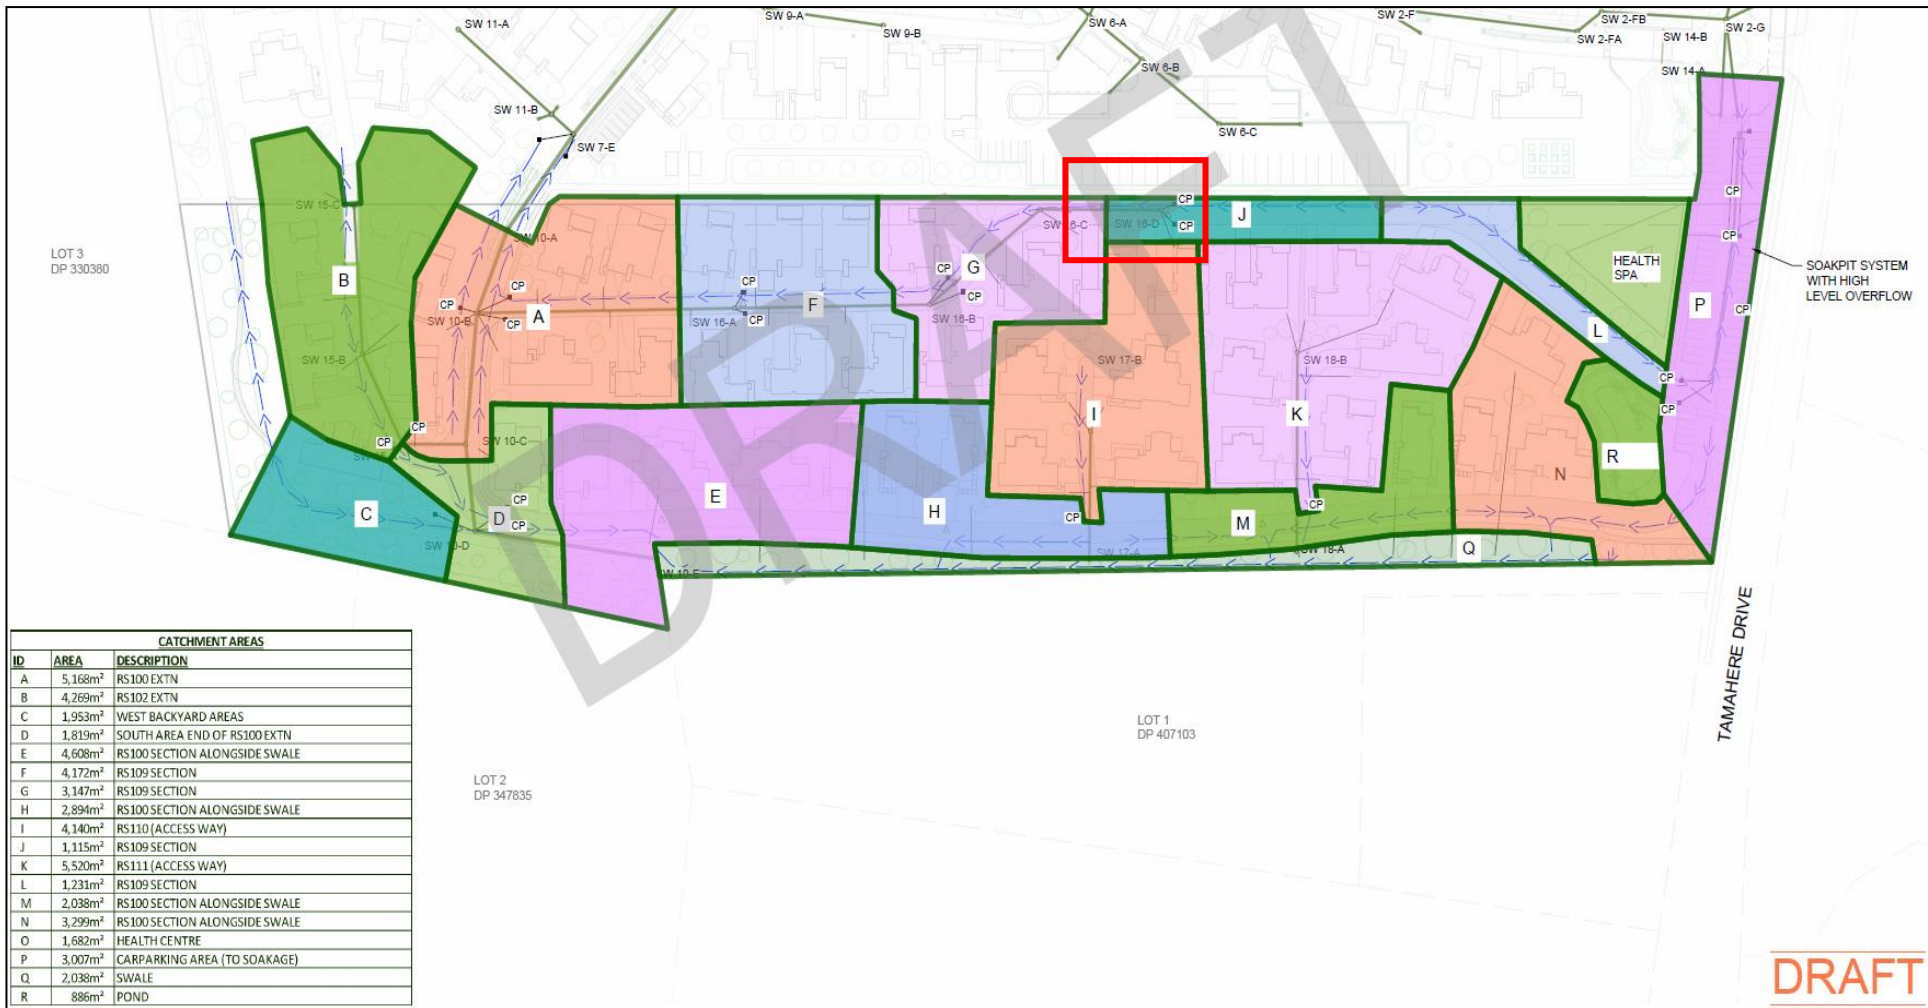 SW 11-A
SW 9-A
SW 9-B
SW 6-A
SW 2-F
SW 2-FB
SW 2-FA
SW 14-B
SW 2-G
SW 6-B
SW 14-A
SW 11-B
SW 6-C
SW 7-E
SW 15-C
CP
CP
J
SW 16-D
CP
SW 16-C
SW 10-A
LOT 3
DP 330380
B
CP
CP
G
HEALTH
SPA
CP
P
SOAKPIT SYSTEM
WITH HIGH
LEVEL OVERFLOW
CP
CP
CP
F
CP
CP
SW 10-B
CP
A
SW 16-A
CP
SW 16-B
L
SW 15-B
SW 17-B
SW 18-B
CP
CP
I
K
CP
CP
SW 10-C
R
N
E
CP
C
D
CP
H
CP
CP
M
SW 10-D
SW 17-A
SW 18-A
Q
SW 10-E
DRAFT
TAMAHERE DRIVE
LOT 1
DP 407103
LOT 2
DP 347835
CATCHMENT AREAS
ID AREA DESCRIPTION
A 5,168m² RS100 EXTN
B 4,269m² RS102 EXTN
C 1,953m² WEST BACKYARD AREAS
D 1,819m² SOUTH AREA END OF RS100 EXTN
E 4,608m² RS100 SECTION ALONGSIDE SWALE
F 4,172m² RS109 SECTION
G 3,147m² RS109 SECTION
H 2,894m² RS100 SECTION ALONGSIDE SWALE
I 4,140m² RS110 (ACCESS WAY)
J 1,115m² RS109 SECTION
K 5,520m² RS111 (ACCESS WAY)
L 1,231m² RS109 SECTION
M 2,038m² RS100 SECTION ALONGSIDE SWALE
N 3,299m² RS100 SECTION ALONGSIDE SWALE
O 1,682m² HEALTH CENTRE
P 3,007m² CARPARKING AREA (TO SOAKAGE)
Q 2,038m² SWALE
R 886m² POND
DRAFT